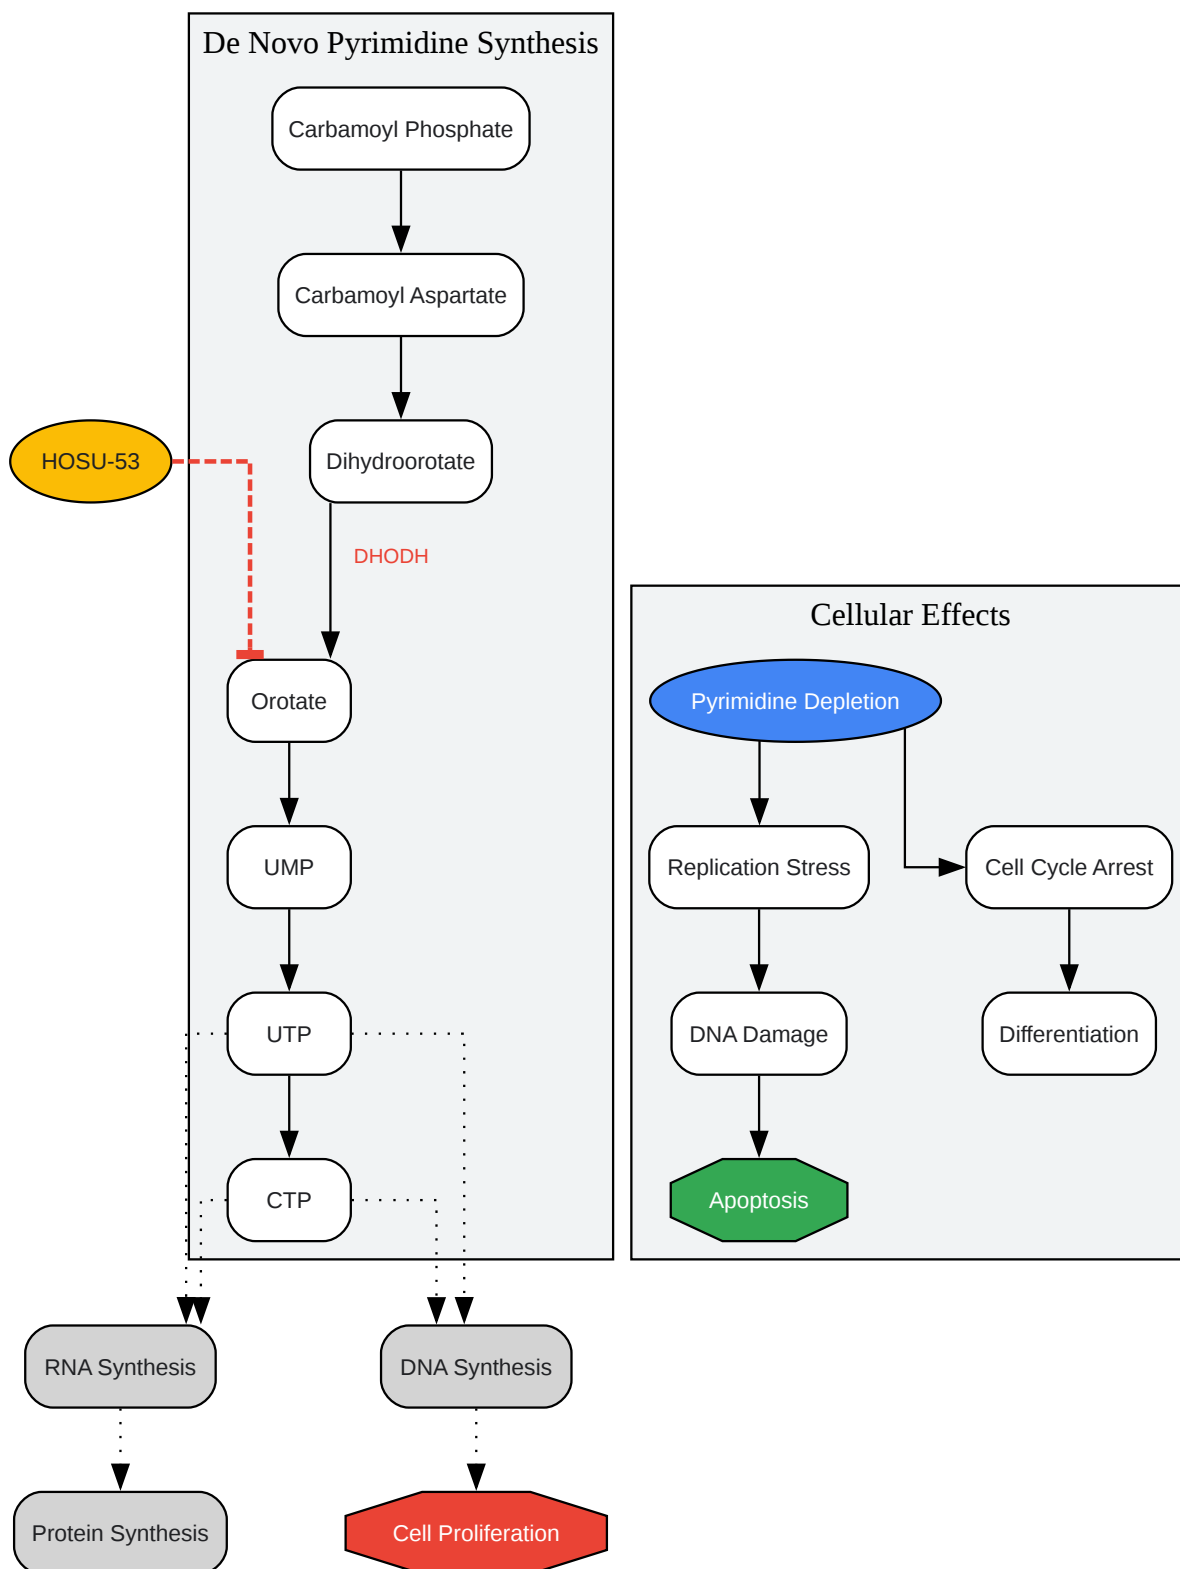 De Novo Pyrimidine Synthesis
Carbamoyl Phosphate
Carbamoyl Aspartate
HOSU-53
Dihydroorotate
DHODH
Orotate
UMP
UTP
CTP
RNA Synthesis
DNA Synthesis
Protein Synthesis
Cell Proliferation
Cellular Effects
Pyrimidine Depletion
Replication Stress
Cell Cycle Arrest
DNA Damage
Differentiation
Apoptosis